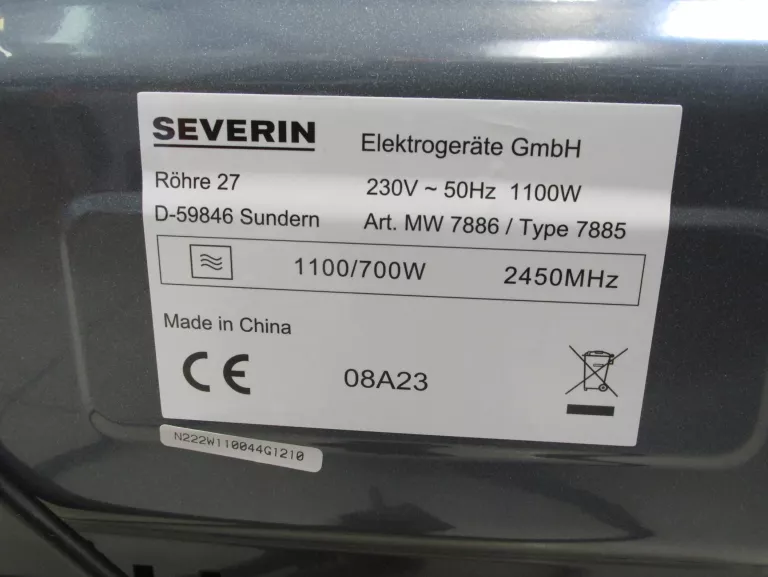 SEVERIN Elektrogeräte GmbH
Röhre 27 230V ~ 50Hz 1100W
D-59846 Sundern Art. MW 7886 / Type 7885
1100/700W 2450MHz
Made in China
CE 08A23
N222W110044G1210